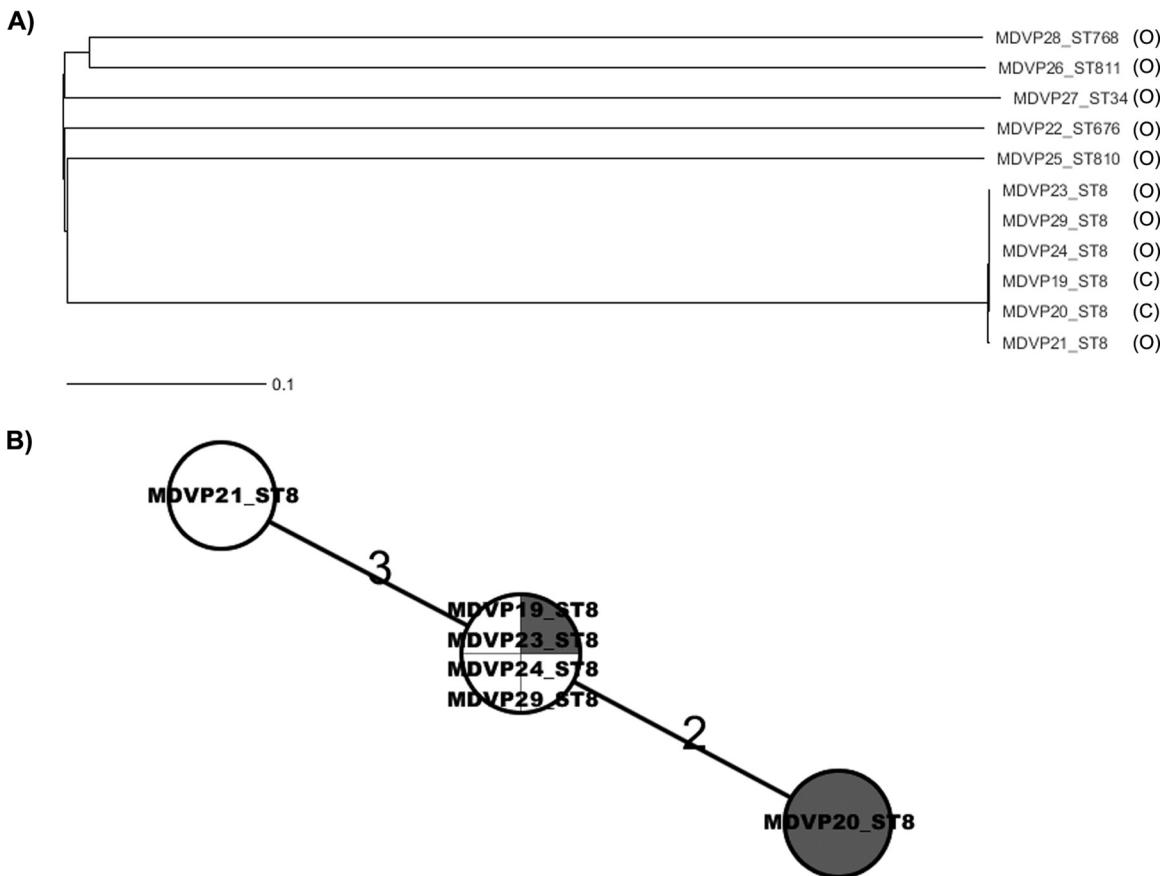 A)
MDVP28_ST768 (O)
MDVP26_ST811 (O)
MDVP27_ST34 (O)
MDVP22_ST676 (O)
MDVP25_ST810 (O)
MDVP23_ST8 (O)
MDVP29_ST8 (O)
MDVP24_ST8 (O)
MDVP19_ST8 (C)
MDVP20_ST8 (C)
MDVP21_ST8 (O)
0.1
B)
MDVP21_ST8
3
MDVP19_ST8
MDVP23_ST8
MDVP24_ST8
MDVP29_ST8
2
MDVP20_ST8